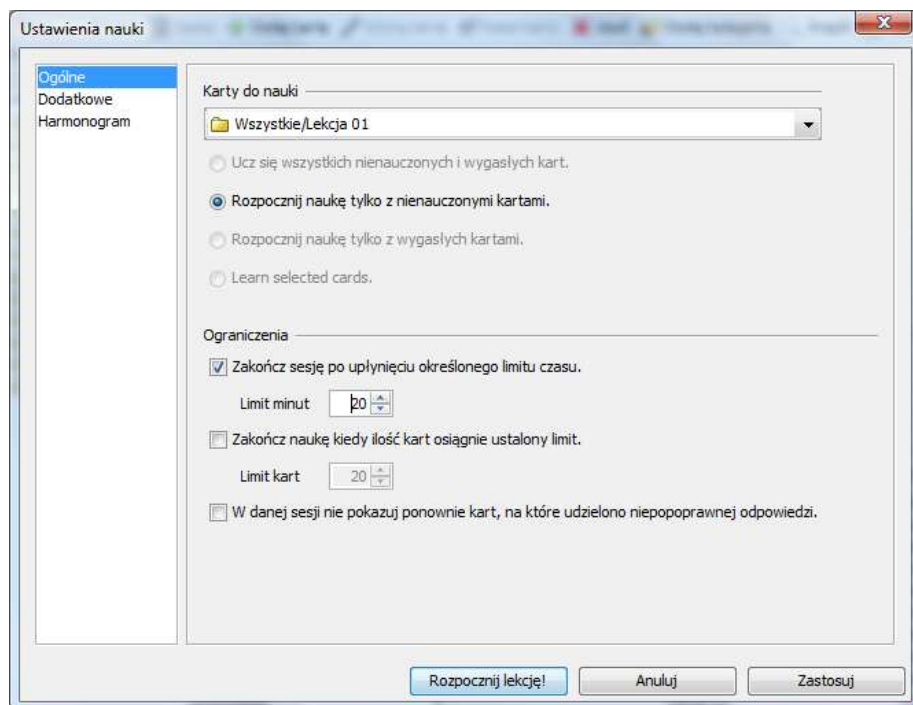 Ustawienia nauki
Ogólne
Dodatkowe
Harmonogram
Karty do nauki
Wszystkie/Lekcja 01
Ucz się wszystkich nienauczonych i wygasłych kart.
Rozpocznij naukę tylko z nienauczonymi kartami.
Rozpocznij naukę tylko z wygasłych kartami.
Learn selected cards.
Ograniczenia
Zakończ sesję po upłynięciu określonego limitu czasu.
Limit minut 20
Zakończ naukę kiedy ilość kart osiągnie ustalony limit.
Limit kart 20
W danej sesji nie pokazuj ponownie kart, na które udzielono niepopoprawnej odpowiedzi.
Rozpocznij lekcję! Anuluj Zastosuj